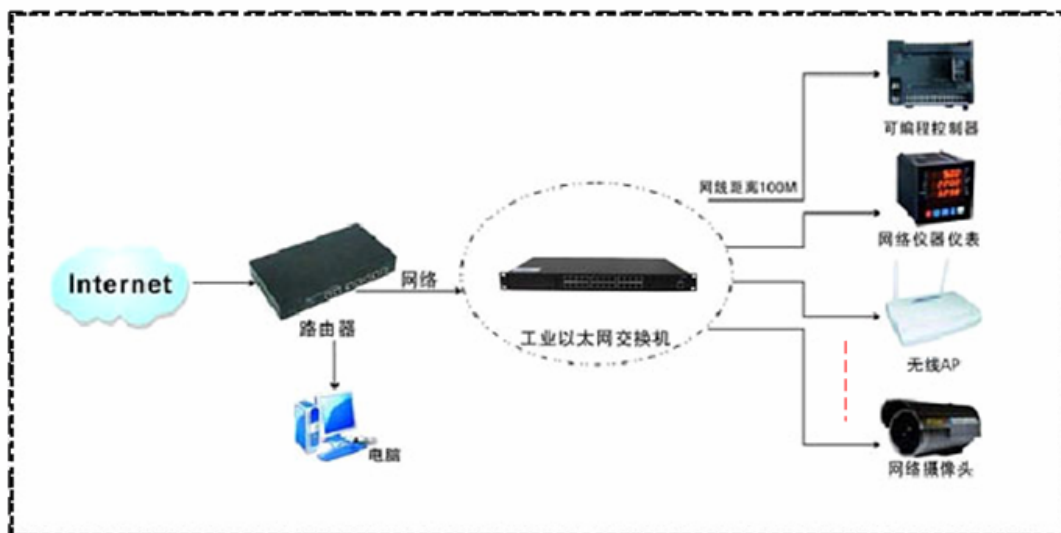 可编程控制器
网线距离100M
网络仪器仪表
Internet
网络
路由器
工业以太网交换机
无线AP
电脑
网络摄像头